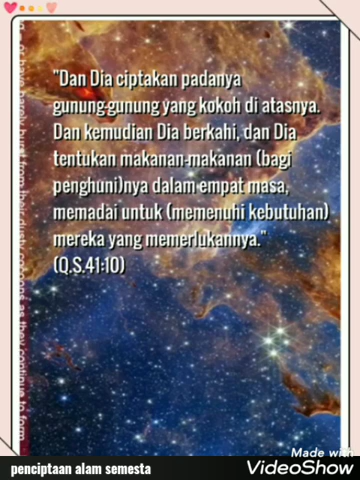 "Dan Dia ciptakan padanya
gunung-gunung yang kokoh di atasnya.
Dan kemudian Dia berkahi, dan Dia
tentukan makanan-makanan (bagi
penghuni)nya dalam empat masa,
memadai untuk (memenuhi kebutuhan)
mereka yang memerlukannya."
(Q.S.41:10)
Made with
VideoShow
penciptaan alam semesta